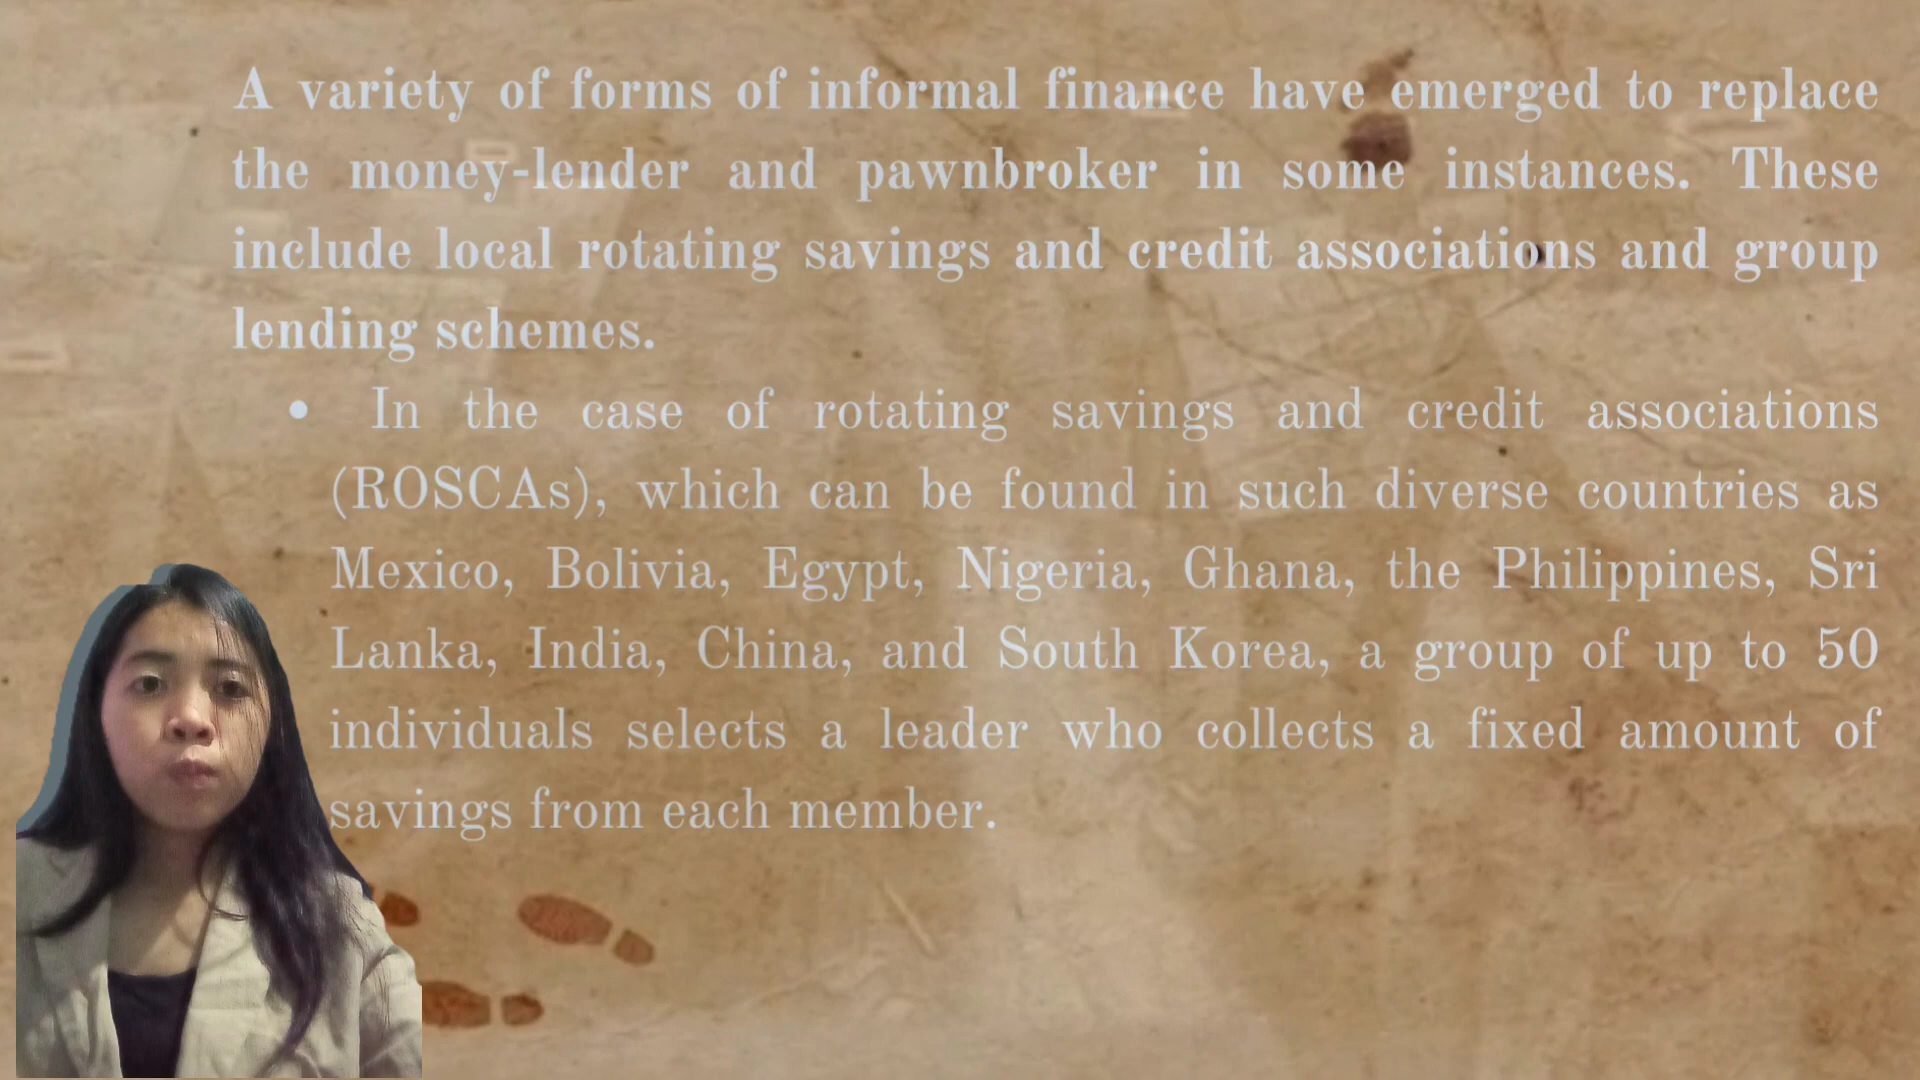 A variety of forms of informal finance have emerged to replace
the money-lender and pawnbroker in some instances. These
include local rotating savings and credit associations and group
lending schemes.
• In the case of rotating savings and credit associations
(ROSCAs), which can be found in such diverse countries as
Mexico, Bolivia, Egypt, Nigeria, Ghana, the Philippines, Sri
Lanka, India, China, and South Korea, a group of up to 50
individuals selects a leader who collects a fixed amount of
savings from each member.